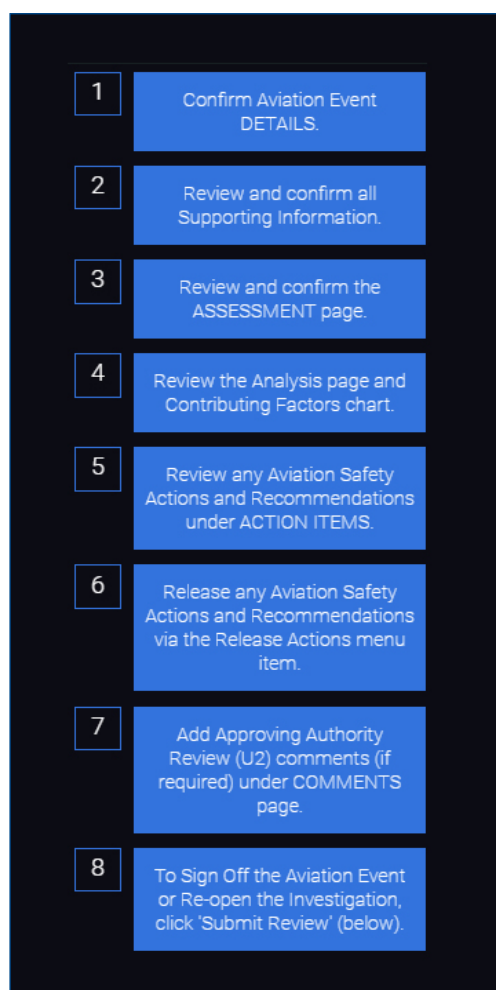 1
Confirm Aviation Event
DETAILS.
2
Review and confirm all
Supporting Information.
3
Review and confirm the
ASSESSMENT page.
4
Review the Analysis page and
Contributing Factors chart.
5
Review any Aviation Safety
Actions and Recommendations
under ACTION ITEMS.
6
Release any Aviation Safety
Actions and Recommendations
via the Release Actions menu
item.
7
Add Approving Authority
Review (U2) comments (if
required) under COMMENTS
page.
8
To Sign Off the Aviation Event
or Re-open the Investigation,
click 'Submit Review' (below).